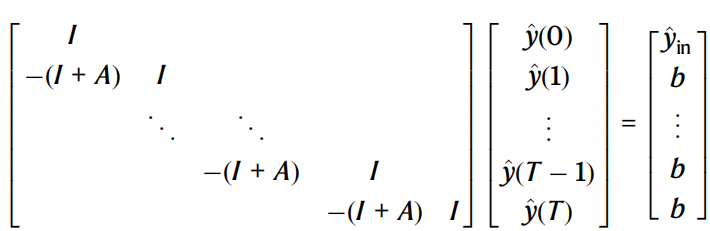 [ I ] [ ŷ(0) ] [ ŷin ]
[ −(I + A) I ] [ ŷ(1) ] [ b ]
[ ⋱ ⋱ ] [ ⋮ ] = [ ⋮ ]
[ −(I + A) I ] [ ŷ(T − 1) ] [ b ]
[ −(I + A) I ] [ ŷ(T) ] [ b ]